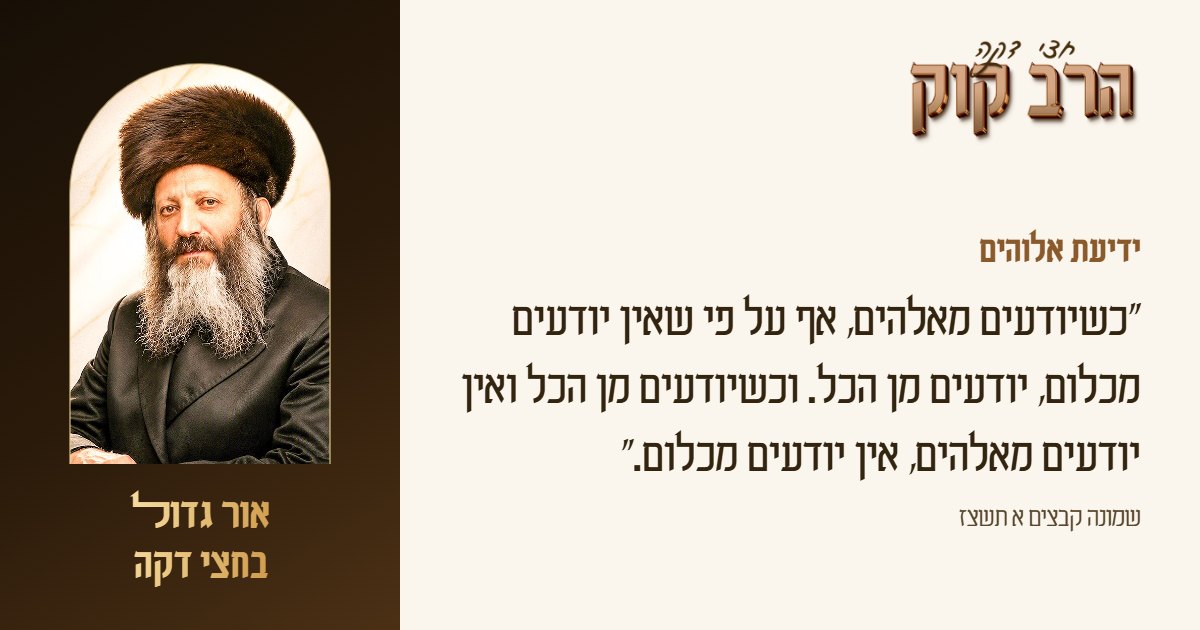 חצי דקה
הרב קוק
ידיעת אלוהים
"כשיודעים מאלהים, אף על פי שאין יודעים
מכלום, יודעים מן הכל. וכשיודעים מן הכל ואין
יודעים מאלהים, אין יודעים מכלום."
שמונה קבצים א תשצז
אור גדול
בחצי דקה